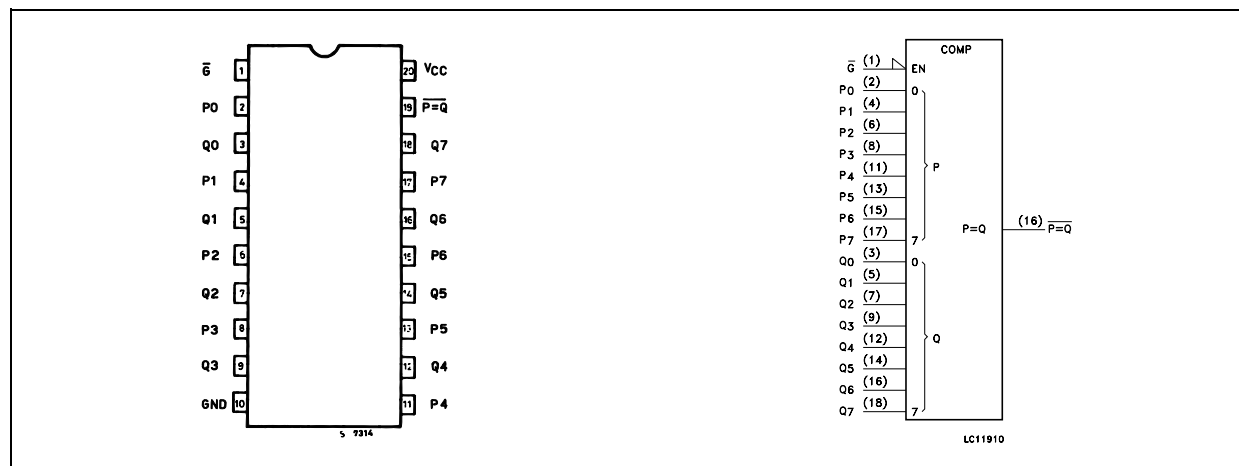 G̅ 1
P0 2
Q0 3
P1 4
Q1 5
P2 6
Q2 7
P3 8
Q3 9
GND 10
20 VCC
19 P̅=̅Q̅
18 Q7
17 P7
16 Q6
15 P6
14 Q5
13 P5
12 Q4
11 P4
S 7314
COMP
G̅ (1) EN
P0 (2) 0
P1 (4)
P2 (6)
P3 (8)
P
P4 (11)
P5 (13)
P6 (15)
P7 (17) 7
P=Q (16) P̅=̅Q̅
Q0 (3) 0
Q1 (5)
Q2 (7)
Q3 (9)
Q
Q4 (12)
Q5 (14)
Q6 (16)
Q7 (18) 7
LC11910